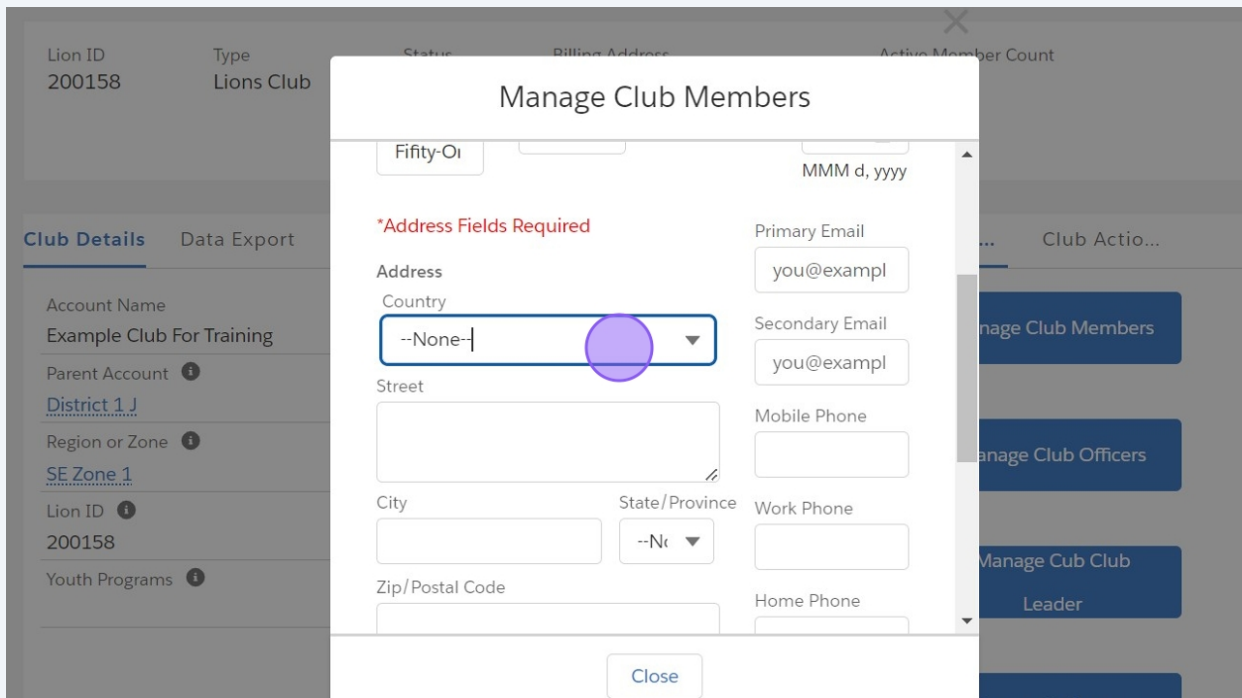 Lion ID
Type
Status
Billing Address
Active Member Count
200158
Lions Club
Manage Club Members
Fifity-Or
MMM d, yyyy
Club Details
Data Export
...
Club Actio...
*Address Fields Required
Primary Email
you@exampl
Address
Country
--None--
Account Name
Example Club For Training
Secondary Email
you@exampl
nage Club Members
Parent Account
District 1 J
Street
Mobile Phone
Region or Zone
SE Zone 1
anage Club Officers
Lion ID
200158
City
State/Province
Work Phone
--No
Youth Programs
Zip/Postal Code
Home Phone
Manage Cub Club
Leader
Close